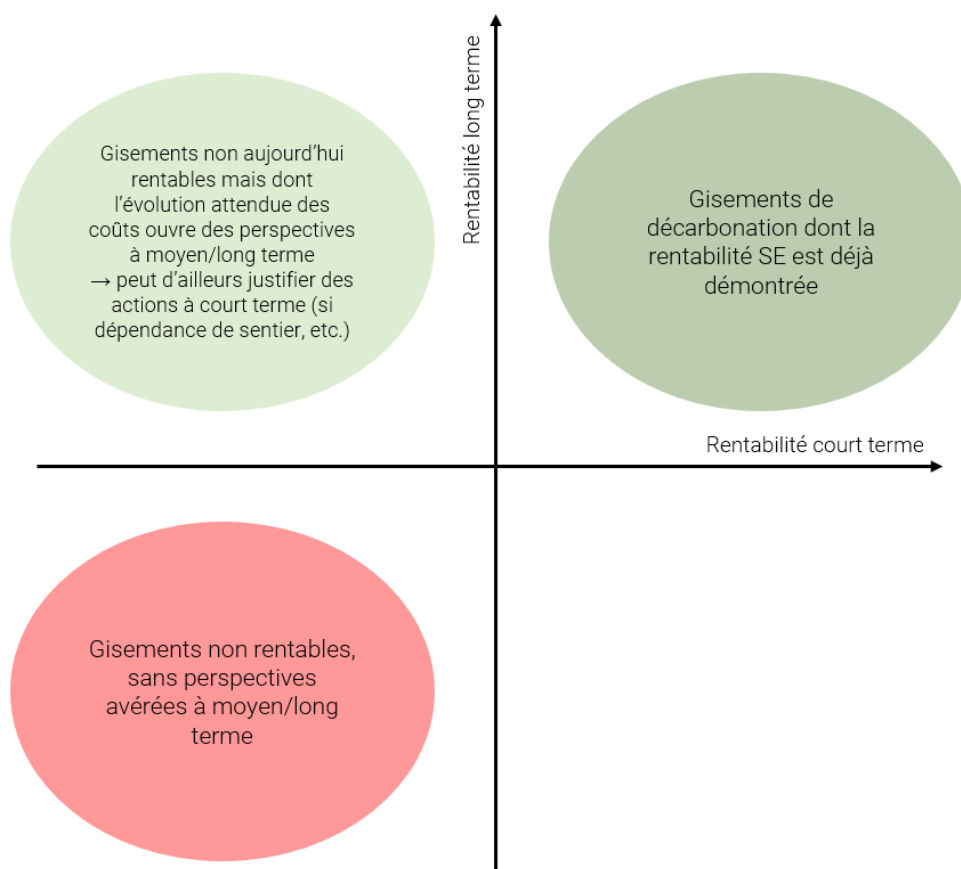 Gisements non aujourd’hui
rentables mais dont
l’évolution attendue des
coûts ouvre des perspectives
à moyen/long terme
→ peut d’ailleurs justifier des
actions à court terme (si
dépendance de sentier, etc.)
Rentabilité long terme
Gisements de
décarbonation dont la
rentabilité SE est déjà
démontrée
Rentabilité court terme
Gisements non rentables,
sans perspectives
avérées à moyen/long
terme